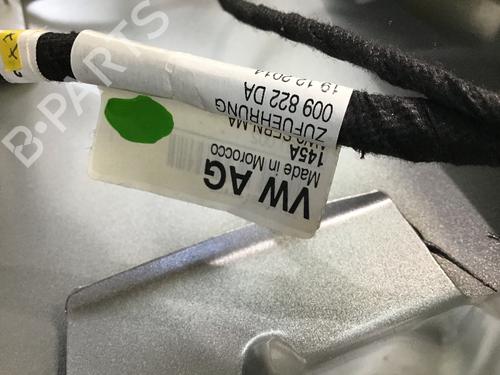 VW AG
Made in Morocco
145A
ZUFUEHRUNG
009 822 DA
19.12.2014
B-PARTS